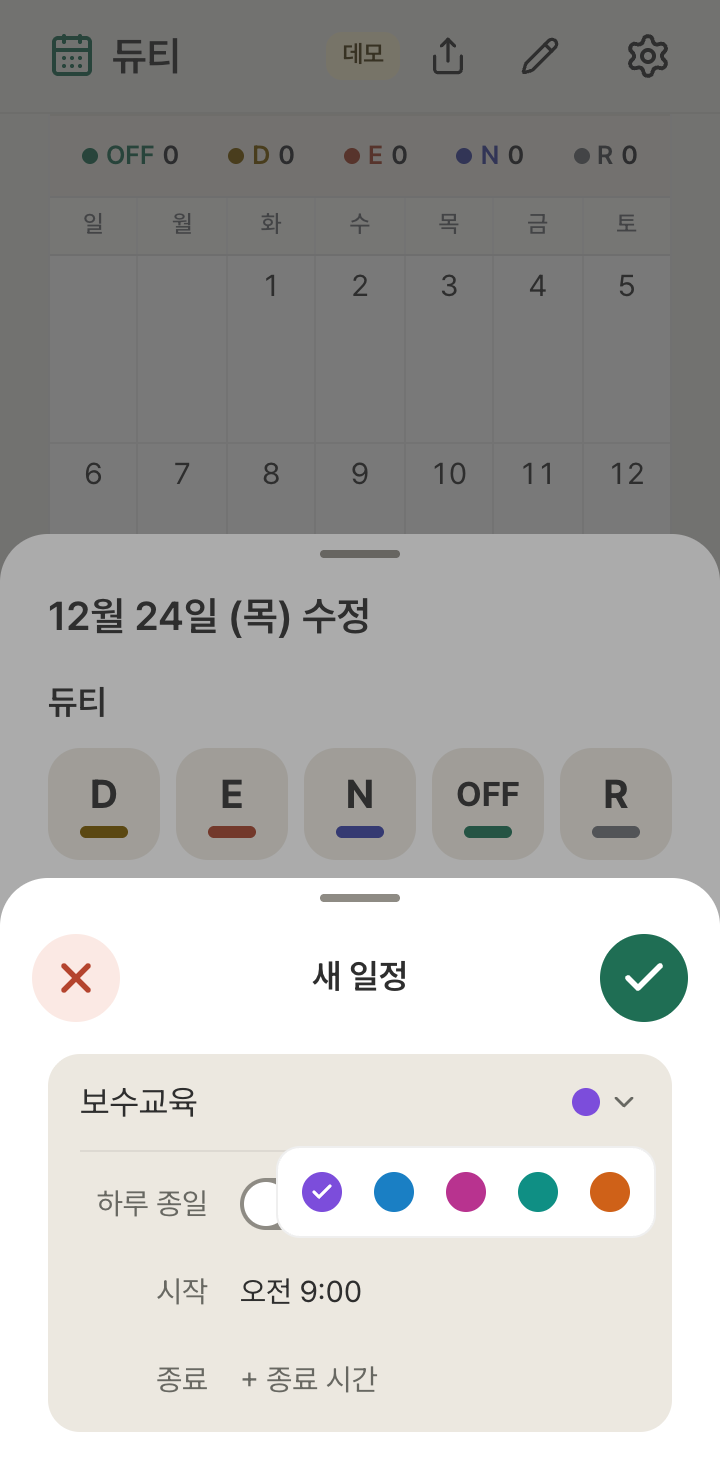 듀티 데모
OFF 0 D 0 E 0 N 0 R 0
일 월 화 수 목 금 토
1 2 3 4 5
6 7 8 9 10 11 12
12월 24일 (목) 수정
듀티
D E N OFF R
새 일정
보수교육
하루 종일
시작 오전 9:00
종료 + 종료 시간